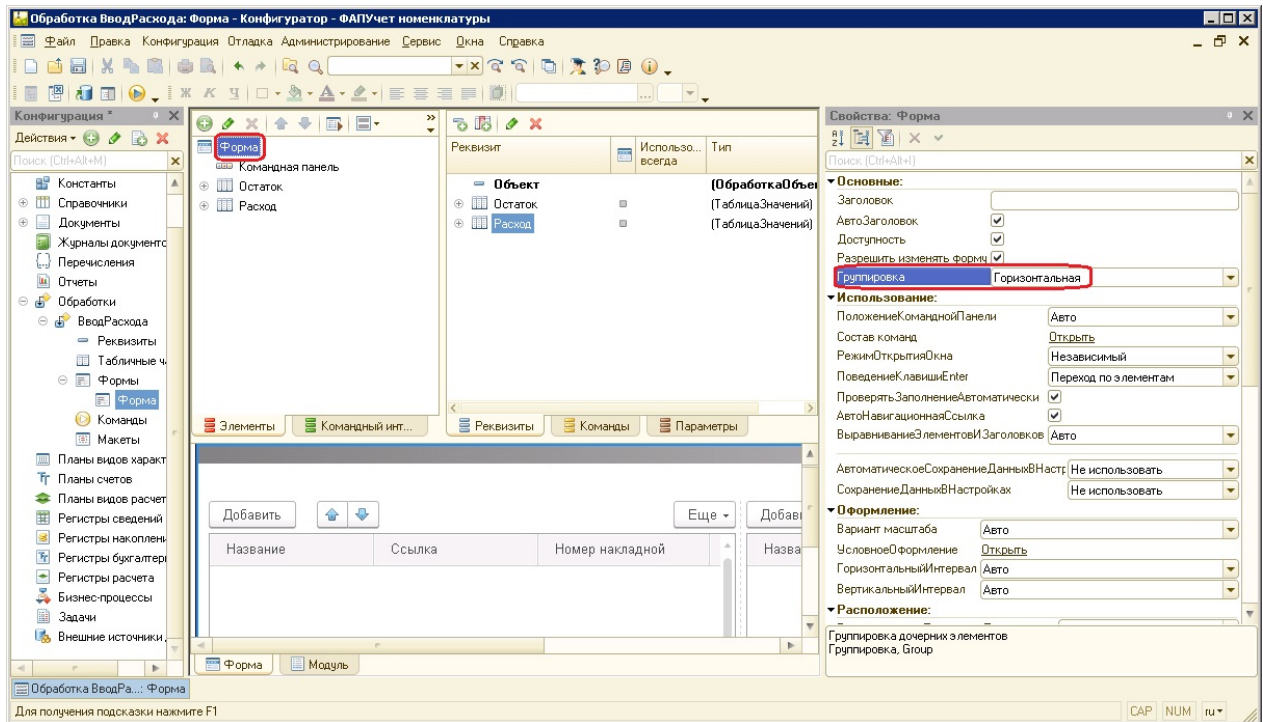 Обработка ВводРасхода: Форма - Конфигуратор - ФАПУчет номенклатуры
Файл Правка Конфигурация Отладка Администрирование Сервис Окна Справка
Конфигурация *
Действия
Поиск (Ctrl+Alt+M)
Константы
Справочники
Документы
Журналы документо
Перечисления
Отчеты
Обработки
ВводРасхода
Реквизиты
Табличные ч
Формы
Форма
Команды
Макеты
Планы видов характ
Планы счетов
Планы видов расчет
Регистры сведений
Регистры накоплени
Регистры бухгалтер
Регистры расчета
Бизнес-процессы
Задачи
Внешние источники
Форма
Командная панель
Остаток
Расход
Элементы Командный инт...
Реквизит Использо... всегда Тип
Объект (ОбработкаОбъе
Остаток (ТаблицаЗначений)
Расход (ТаблицаЗначений)
Реквизиты Команды Параметры
Добавить Еще Добав
Название Ссылка Номер накладной Назва
Форма Модуль
Свойства: Форма
Поиск (Ctrl+Alt+I)
Основные:
Заголовок
АвтоЗаголовок
Доступность
Разрешить изменять форму
Группировка Горизонтальная
Использование:
ПоложениеКоманднойПанели Авто
Состав команд Открыть
РежимОткрытияОкна Независимый
ПоведениеКлавишиEnter Переход по элементам
ПроверятьЗаполнениеАвтоматически
АвтоНавигационнаяСсылка
ВыравниваниеЭлементовИЗаголовков Авто
АвтоматическоеСохранениеДанныхВНастр Не использовать
СохранениеДанныхВНастройках Не использовать
Оформление:
Вариант масштаба Авто
УсловноеОформление Открыть
ГоризонтальныйИнтервал Авто
ВертикальныйИнтервал Авто
Расположение:
Группировка дочерних элементов
Группировка, Group
Обработка ВводРа...: Форма
Для получения подсказки нажмите F1 CAP NUM ru